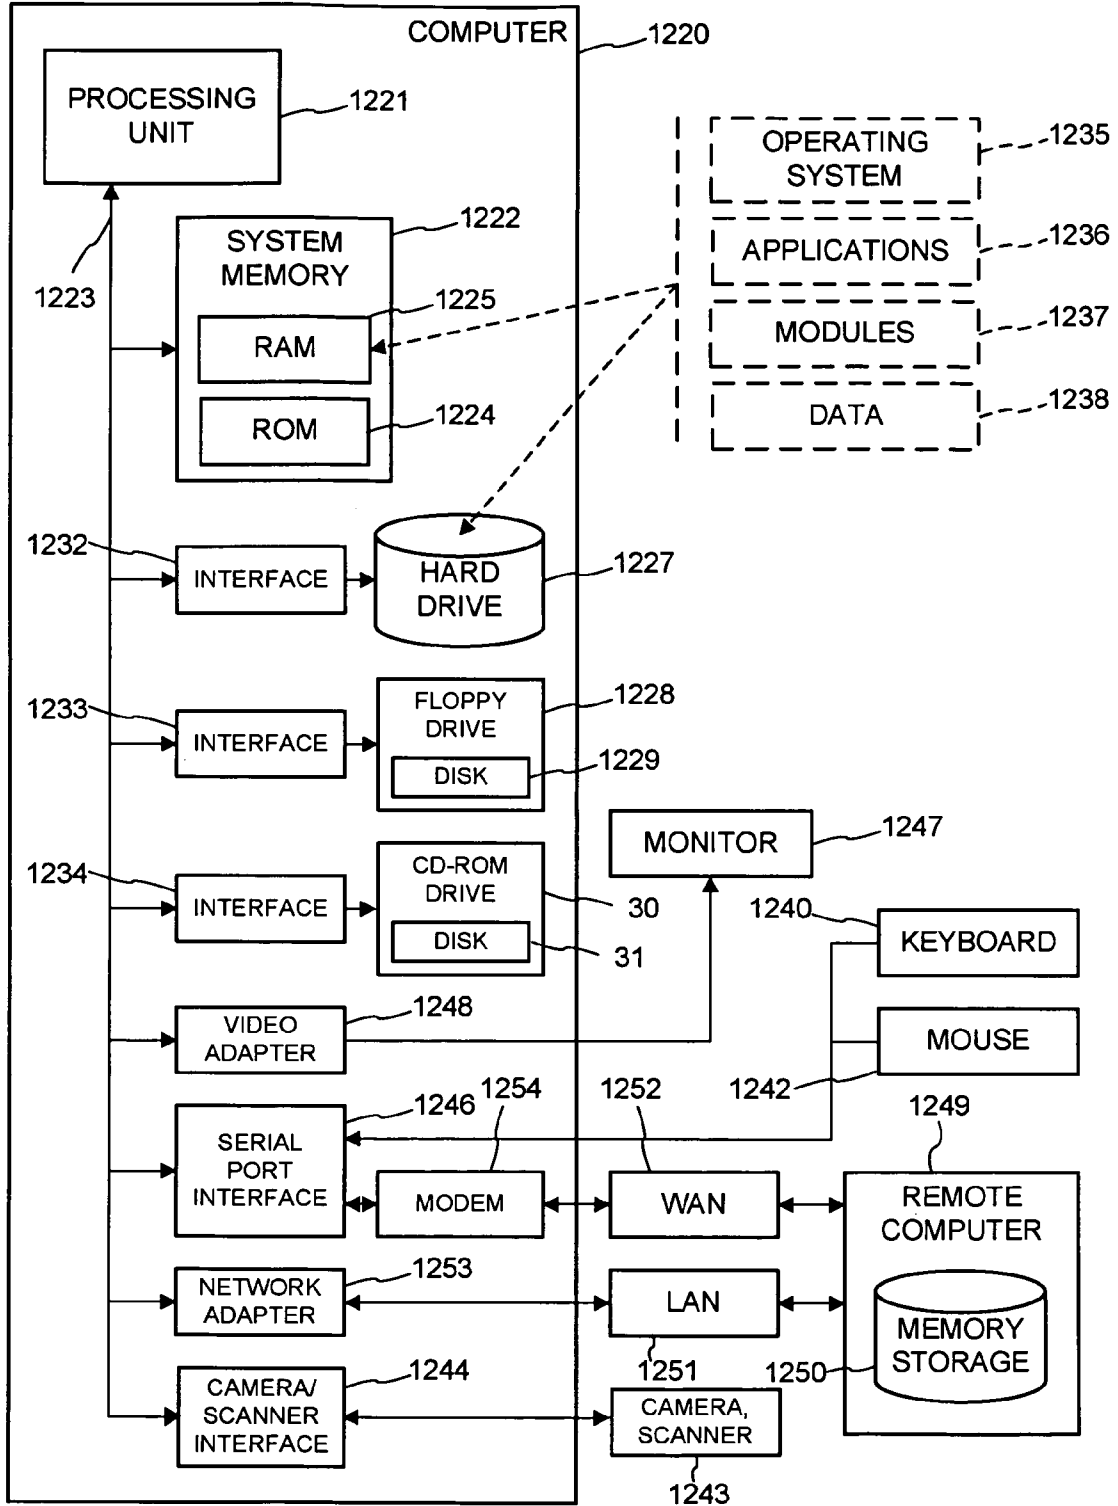 COMPUTER
1220
PROCESSING
UNIT
1221
1223
SYSTEM
MEMORY
1222
1225
RAM
ROM
1224
OPERATING
SYSTEM
1235
APPLICATIONS
1236
MODULES
1237
DATA
1238
1232
INTERFACE
HARD
DRIVE
1227
1233
INTERFACE
FLOPPY
DRIVE
1228
DISK
1229
1234
INTERFACE
CD-ROM
DRIVE
30
DISK
31
MONITOR
1247
1240
KEYBOARD
MOUSE
1242
VIDEO
ADAPTER
1248
SERIAL
PORT
INTERFACE
1246
1254
MODEM
1252
WAN
1249
REMOTE
COMPUTER
MEMORY
STORAGE
1250
NETWORK
ADAPTER
1253
LAN
1251
CAMERA/
SCANNER
INTERFACE
1244
CAMERA,
SCANNER
1243